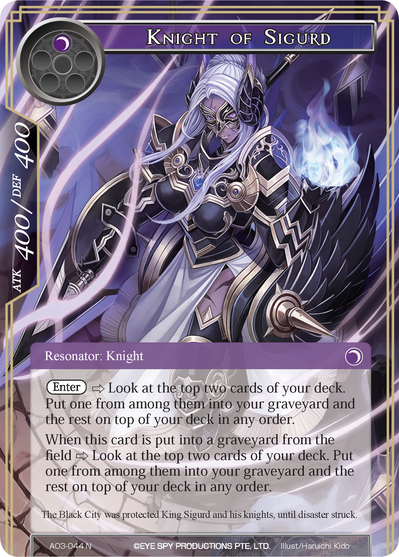 KNIGHT OF SIGURD
ATK 400/DEF 400
Resonator: Knight
Enter ⇨ Look at the top two cards of your deck.
Put one from among them into your graveyard and
the rest on top of your deck in any order.
When this card is put into a graveyard from the
field ⇨ Look at the top two cards of your deck. Put
one from among them into your graveyard and the
rest on top of your deck in any order.
The Black City was protected King Sigurd and his knights, until disaster struck.
AO3-044 N ©EYE SPY PRODUCTIONS PTE. LTD. Illust/Haruichi Kido